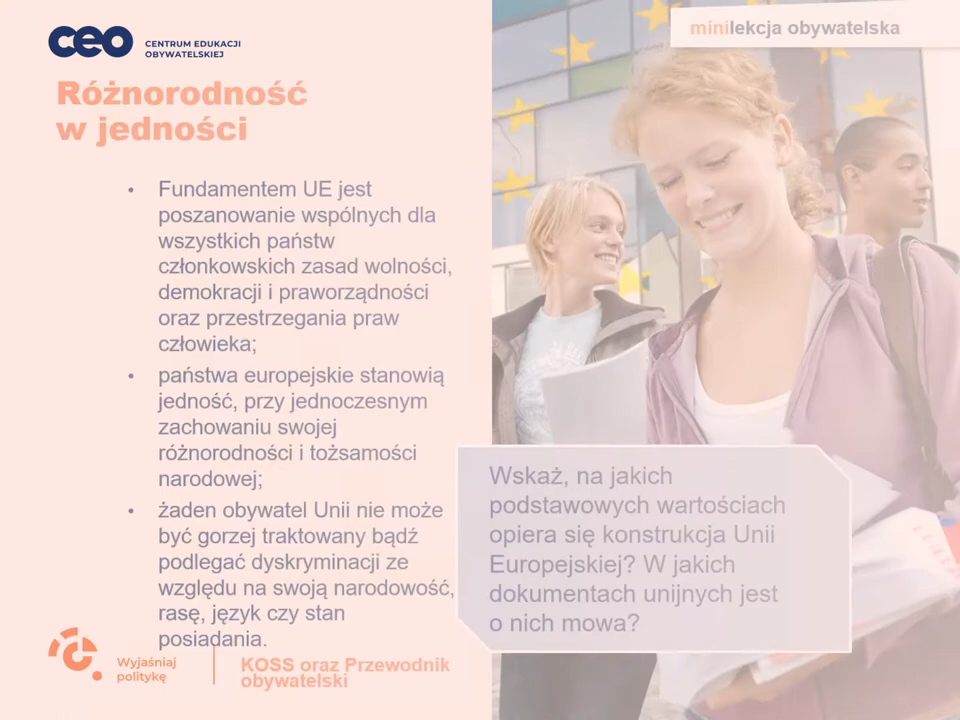 ceo
CENTRUM EDUKACJI
OBYWATELSKIEJ
minilekcja obywatelska
Różnorodność
w jedności
• Fundamentem UE jest
poszanowanie wspólnych dla
wszystkich państw
członkowskich zasad wolności,
demokracji i praworządności
oraz przestrzegania praw
człowieka;
• państwa europejskie stanowią
jedność, przy jednoczesnym
zachowaniu swojej
różnorodności i tożsamości
narodowej;
• żaden obywatel Unii nie może
być gorzej traktowany bądź
podlegać dyskryminacji ze
względu na swoją narodowość,
rasę, język czy stan
posiadania.
Wskaż, na jakich
podstawowych wartościach
opiera się konstrukcja Unii
Europejskiej? W jakich
dokumentach unijnych jest
o nich mowa?
Wyjaśniaj
politykę
KOSS oraz Przewodnik
obywatelski